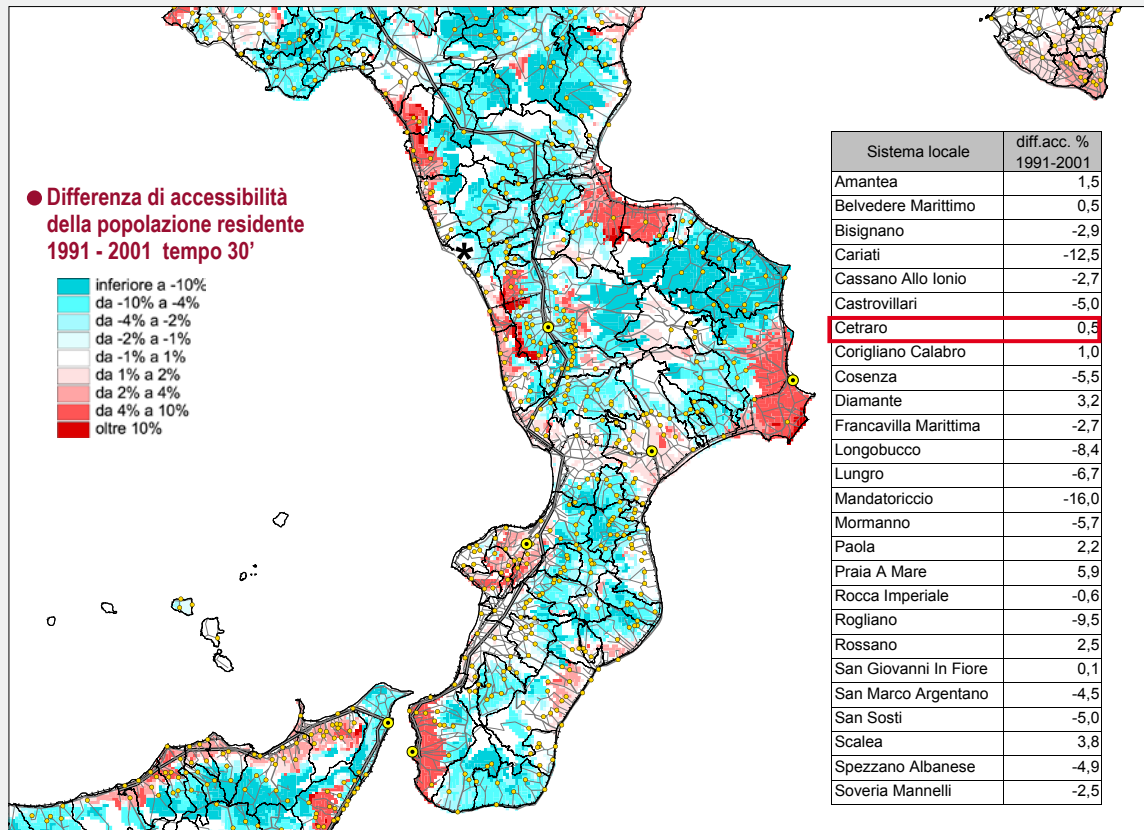 ● Differenza di accessibilità
della popolazione residente
1991 - 2001 tempo 30'
inferiore a -10%
da -10% a -4%
da -4% a -2%
da -2% a -1%
da -1% a 1%
da 1% a 2%
da 2% a 4%
da 4% a 10%
oltre 10%
*
Sistema locale diff.acc. % 1991-2001
Amantea 1,5
Belvedere Marittimo 0,5
Bisignano -2,9
Cariati -12,5
Cassano Allo Ionio -2,7
Castrovillari -5,0
Cetraro 0,5
Corigliano Calabro 1,0
Cosenza -5,5
Diamante 3,2
Francavilla Marittima -2,7
Longobucco -8,4
Lungro -6,7
Mandatoriccio -16,0
Mormanno -5,7
Paola 2,2
Praia A Mare 5,9
Rocca Imperiale -0,6
Rogliano -9,5
Rossano 2,5
San Giovanni In Fiore 0,1
San Marco Argentano -4,5
San Sosti -5,0
Scalea 3,8
Spezzano Albanese -4,9
Soveria Mannelli -2,5